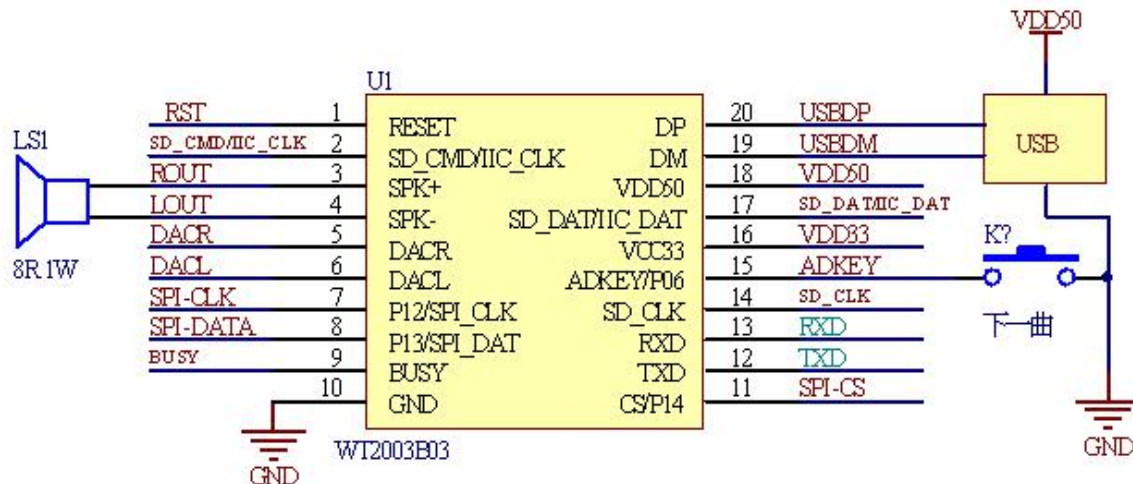 VDD50
U1
RST 1 RESET DP 20 USBDP
USB
LS1
SD_CMD/IIC_CLK 2 SD_CMD/IIC_CLK DM 19 USBDM
ROUT 3 SPK+ VDD50 18 VDD50
LOUT 4 SPK- SD_DAT/IIC_DAT 17 SD_DAT/IIC_DAT
DACR 5 DACR VCC33 16 VDD33
K?
8R 1W
DACL 6 DACL ADKEY/P06 15 ADKEY
SPI-CLK 7 P12/SPI_CLK SD_CLK 14 SD_CLK
SPI-DATA 8 P13/SPI_DAT RXD 13 RXD
下一曲
BUSY 9 BUSY TXD 12 TXD
10 GND CS/P14 11 SPI-CS
WT2003B03
GND
GND